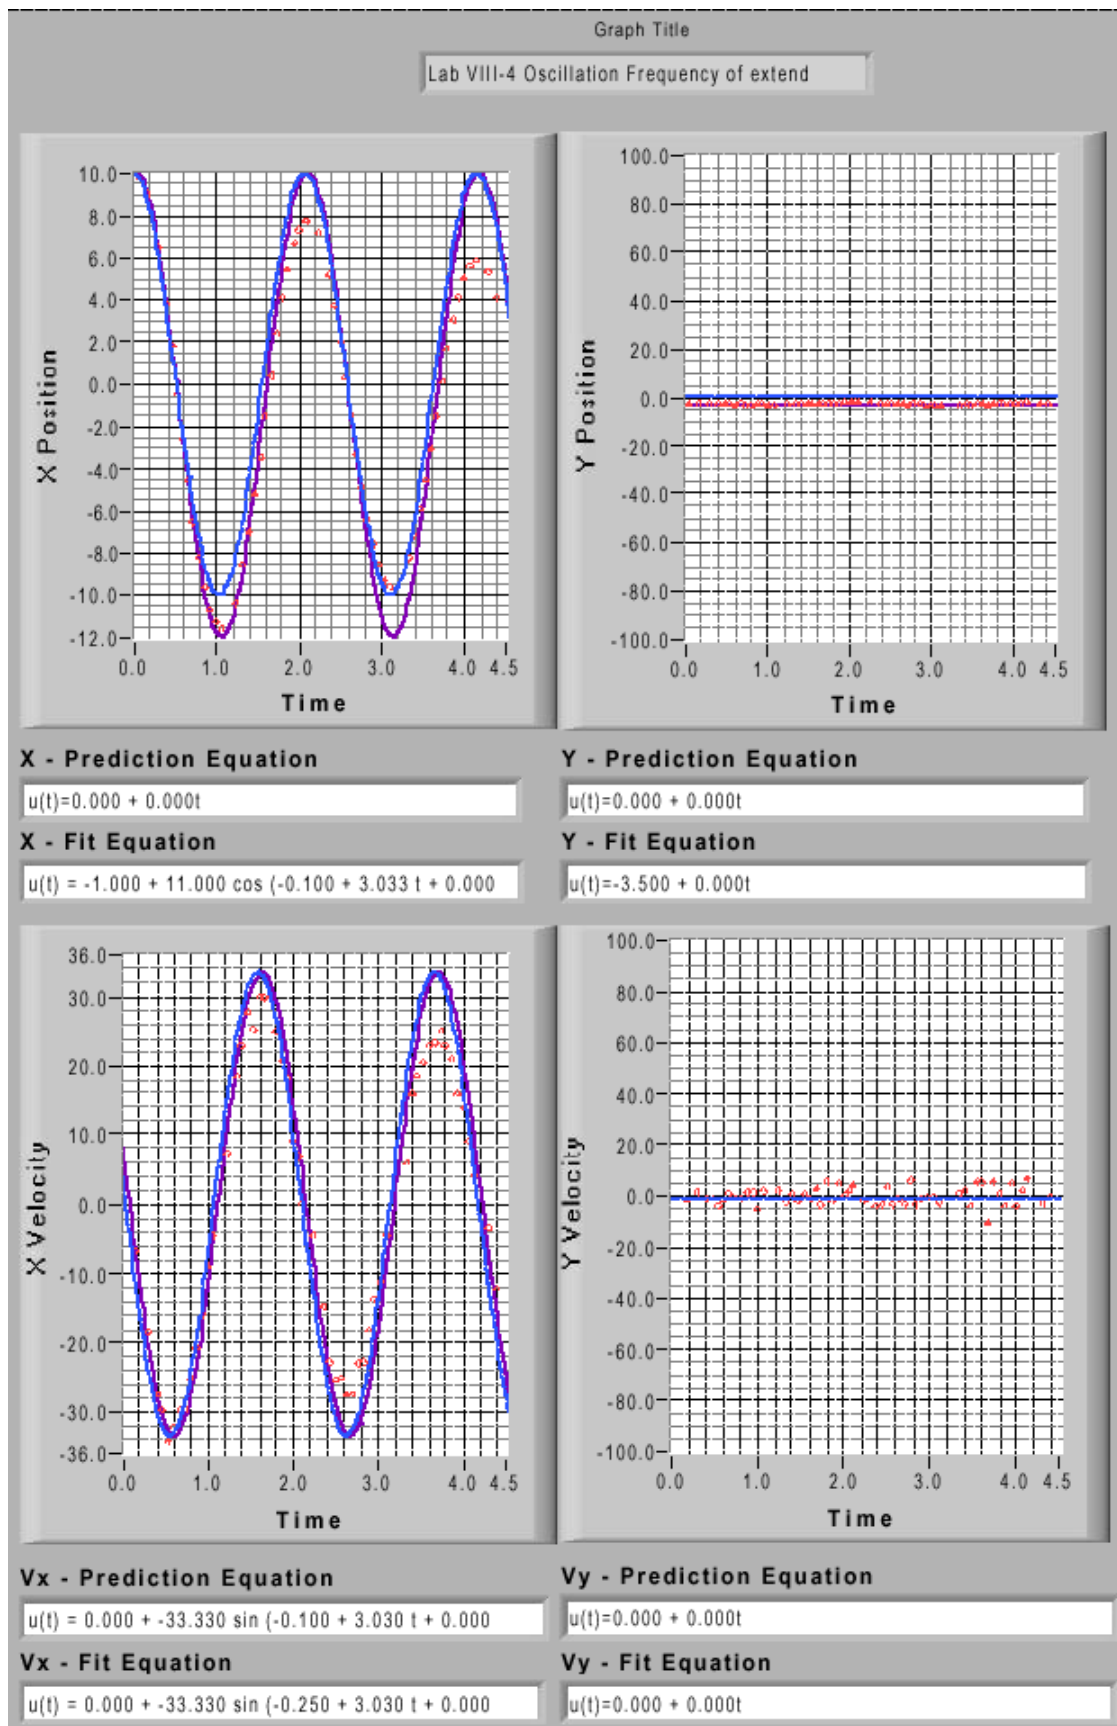 Graph Title
Lab VIII-4 Oscillation Frequency of extend
10.0
8.0
6.0
4.0
2.0
0.0
-2.0
-4.0
-6.0
-8.0
-10.0
-12.0
X Position
0.0 1.0 2.0 3.0 4.0 4.5
Time
100.0
80.0
60.0
40.0
20.0
0.0
-20.0
-40.0
-60.0
-80.0
-100.0
Y Position
0.0 1.0 2.0 3.0 4.0 4.5
Time
X - Prediction Equation
u(t)=0.000 + 0.000t
Y - Prediction Equation
u(t)=0.000 + 0.000t
X - Fit Equation
u(t) = -1.000 + 11.000 cos (-0.100 + 3.033 t + 0.000
Y - Fit Equation
u(t)=-3.500 + 0.000t
36.0
30.0
20.0
10.0
0.0
-10.0
-20.0
-30.0
-36.0
X Velocity
0.0 1.0 2.0 3.0 4.0 4.5
Time
100.0
80.0
60.0
40.0
20.0
0.0
-20.0
-40.0
-60.0
-80.0
-100.0
Y Velocity
0.0 1.0 2.0 3.0 4.0 4.5
Time
Vx - Prediction Equation
u(t) = 0.000 + -33.330 sin (-0.100 + 3.030 t + 0.000
Vy - Prediction Equation
u(t)=0.000 + 0.000t
Vx - Fit Equation
u(t) = 0.000 + -33.330 sin (-0.250 + 3.030 t + 0.000
Vy - Fit Equation
u(t)=0.000 + 0.000t